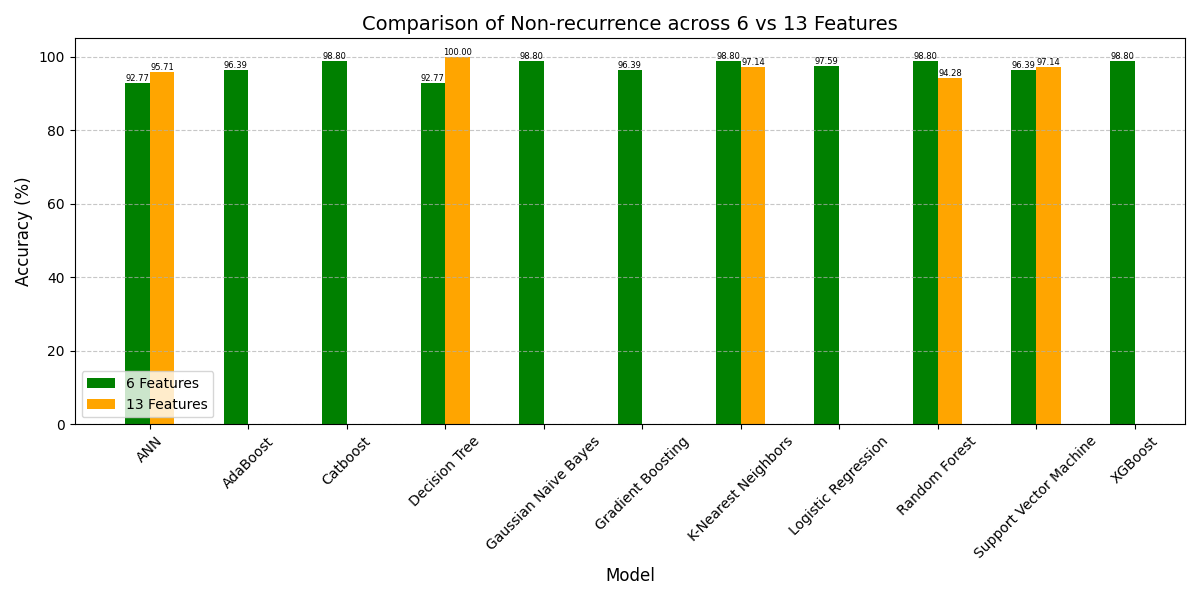 Comparison of Non-recurrence across 6 vs 13 Features
Accuracy (%)
100
80
60
40
20
0
92.77
95.71
96.39
98.80
92.77
100.00
98.80
96.39
98.80
97.14
97.59
98.80
94.28
96.39
97.14
98.80
6 Features
13 Features
ANN
AdaBoost
Catboost
Decision Tree
Gaussian Naive Bayes
Gradient Boosting
K-Nearest Neighbors
Logistic Regression
Random Forest
Support Vector Machine
XGBoost
Model